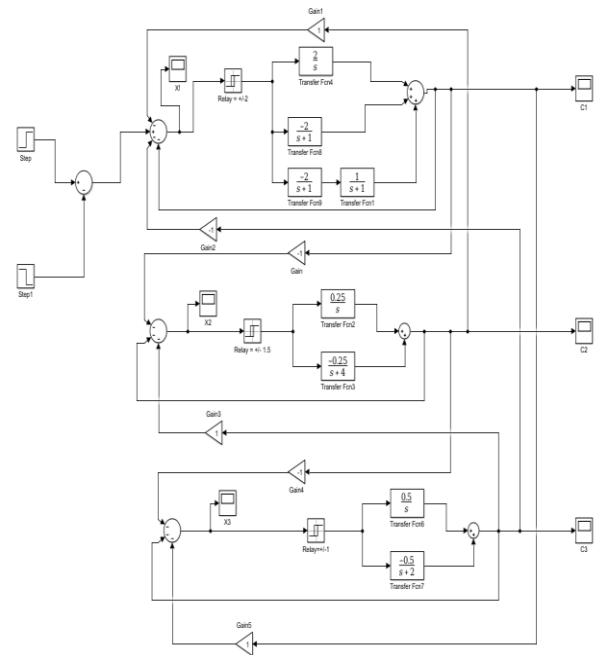 Gain1
1
X1
Relay = +/-2
2/s
Transfer Fcn4
C1
Step
-2/(s+1)
Transfer Fcn8
-2/(s+1)
1/(s+1)
Transfer Fcn9
Transfer Fcn1
-1
Gain2
-1
Gain
Step1
X2
Relay = +/- 1.5
0.25/s
Transfer Fcn2
C2
-0.25/(s+4)
Transfer Fcn3
Gain3
1
-1
Gain4
X3
Relay=+/-1
0.5/s
Transfer Fcn6
C3
-0.5/(s+2)
Transfer Fcn7
Gain5
1